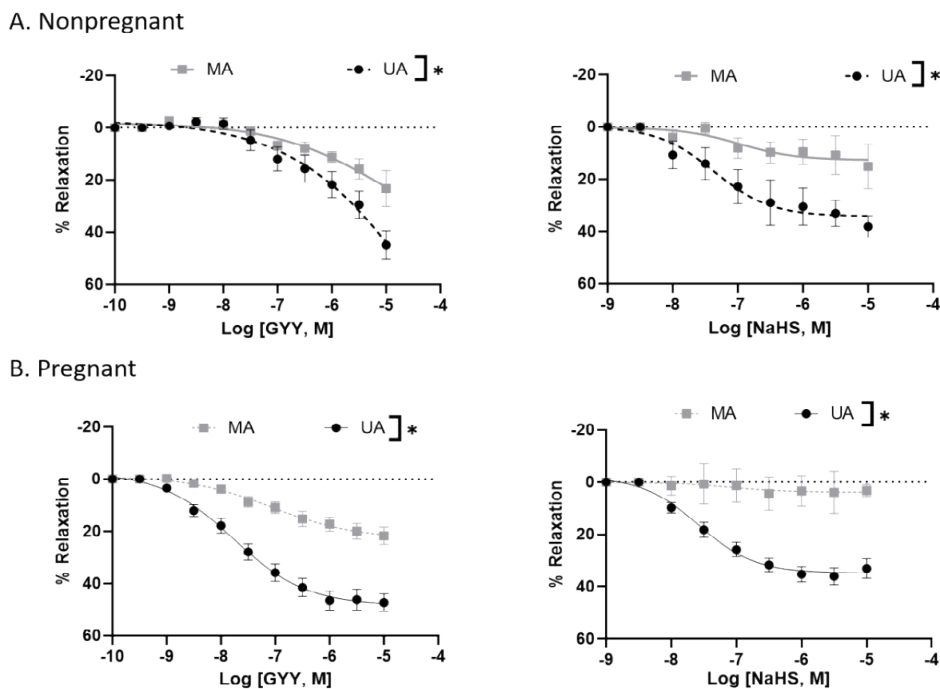 A. Nonpregnant
MA UA *
-20
0
20
40
60
% Relaxation
-10 -9 -8 -7 -6 -5 -4
Log [GYY, M]
MA UA *
-20
0
20
40
60
% Relaxation
-9 -8 -7 -6 -5 -4
Log [NaHS, M]
B. Pregnant
MA UA *
-20
0
20
40
60
% Relaxation
-10 -9 -8 -7 -6 -5 -4
Log [GYY, M]
MA UA *
-20
0
20
40
60
% Relaxation
-9 -8 -7 -6 -5 -4
Log [NaHS, M]